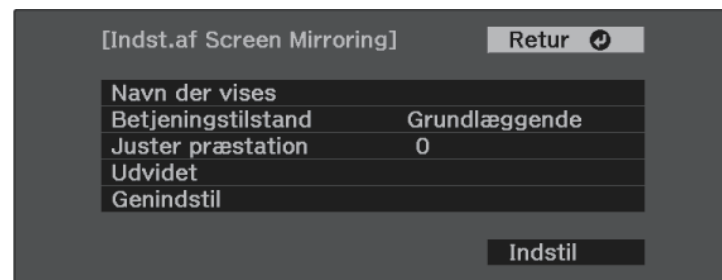 [Indst.af Screen Mirroring] Retur
Navn der vises
Betjeningstilstand Grundlæggende
Juster præstation 0
Udvidet
Genindstil
Indstil